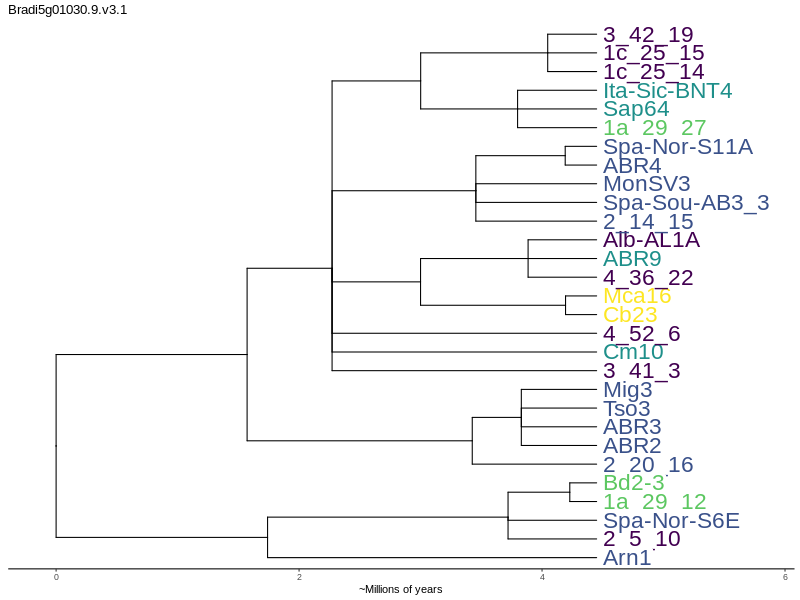 Bradi5g01030.9.v3.1
3_42_19
1c_25_15
1c_25_14
Ita-Sic-BNT4
Sap64
1a_29_27
Spa-Nor-S11A
ABR4
MonSV3
Spa-Sou-AB3_3
2_14_15
Alb-AL1A
ABR9
4_36_22
Mca16
Cb23
4_52_6
Cm10
3_41_3
Mig3
Tso3
ABR3
ABR2
2_20_16
Bd2-3
1a_29_12
Spa-Nor-S6E
2_5_10
Arn1
0 2 4 6
~Millions of years